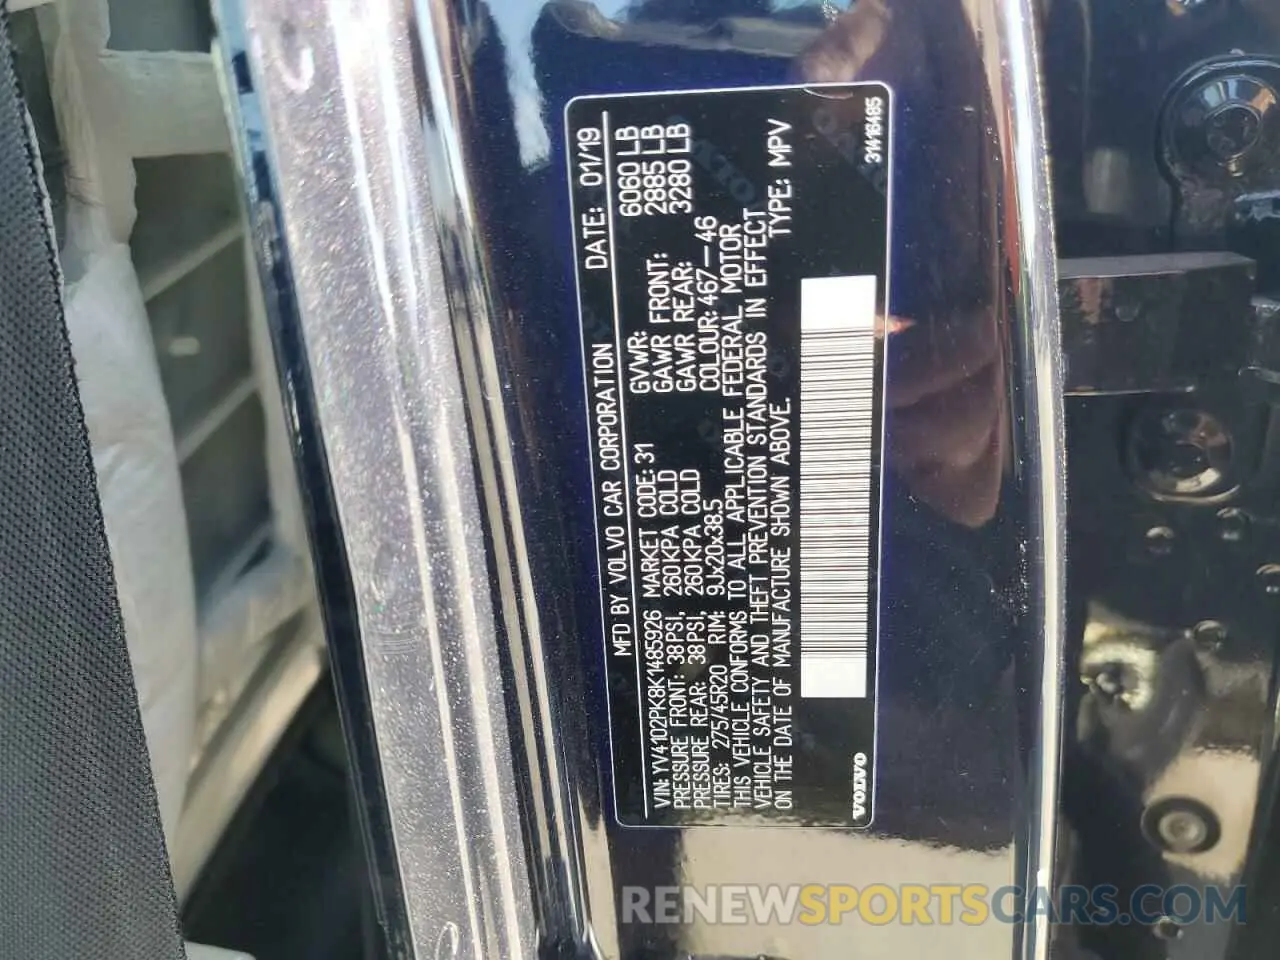 MFD BY VOLVO CAR CORPORATION DATE: 01/19
GVWR: 6060 LB
GAWR FRONT: 2885 LB
GAWR REAR: 3280 LB
VIN: YV4102PK8K1485926 MARKET CODE: 31
PRESSURE FRONT: 38PSI, 260KPA COLD
PRESSURE REAR: 38PSI, 260KPA COLD COLOUR: 467-46
TIRES: 275/45R20 RIM: 9Jx20x38.5
THIS VEHICLE CONFORMS TO ALL APPLICABLE FEDERAL MOTOR
VEHICLE SAFETY AND THEFT PREVENTION STANDARDS IN EFFECT
ON THE DATE OF MANUFACTURE SHOWN ABOVE. TYPE: MPV
VOLVO 31416485
RENEWSPORTSCARS.COM